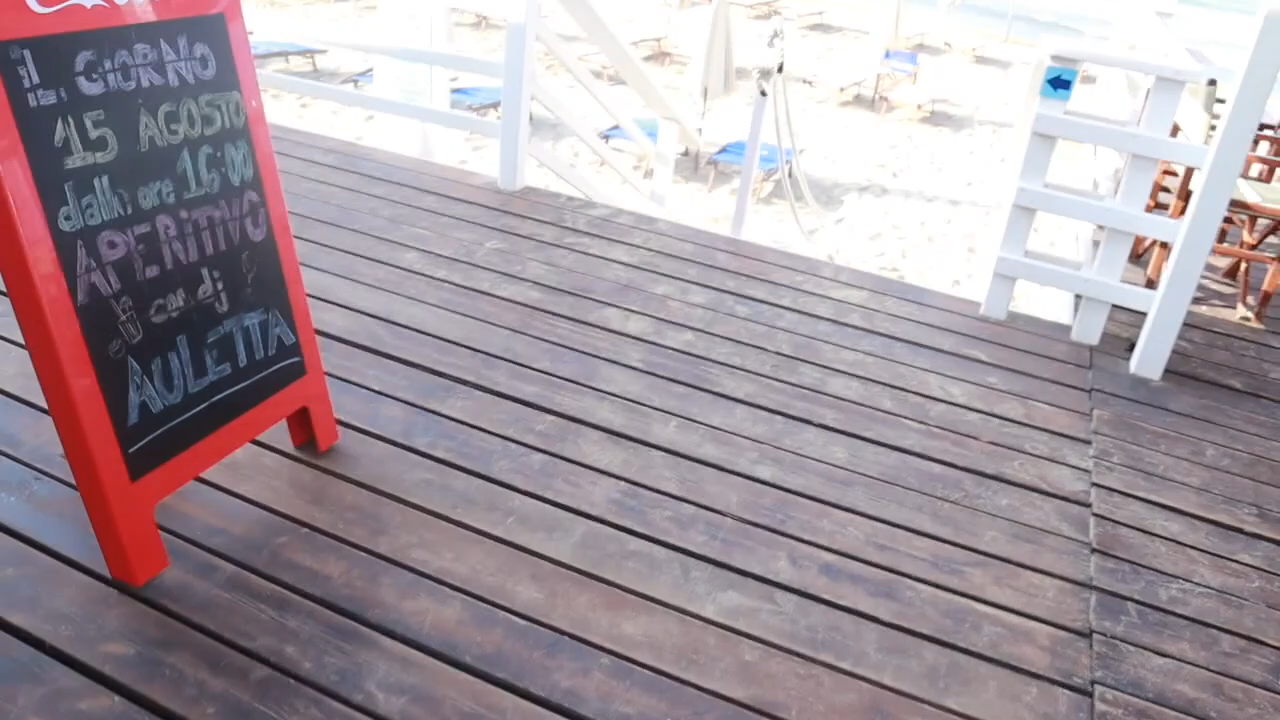 IL GIORNO
15 AGOSTO
dalle ore 16:00
APERITIVO
con dj
AULETTA